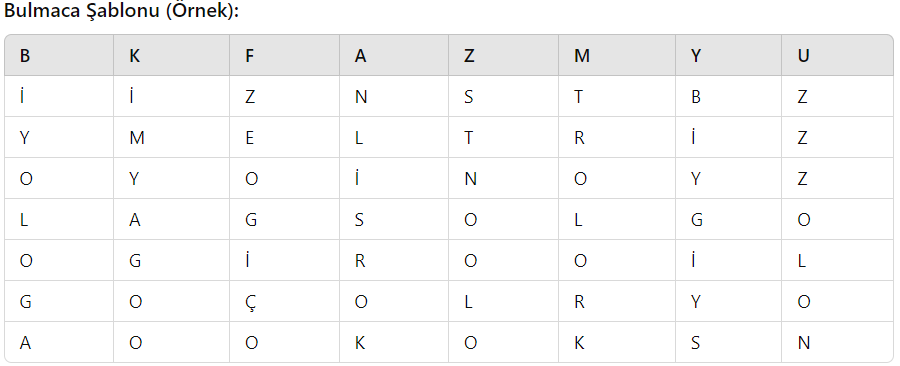 Bulmaca Şablonu (Örnek):
B K F A Z M Y U
İ İ Z N S T B Z
Y M E L T R İ Z
O Y O İ N O Y Z
L A G S O L G O
O G İ R O O İ L
G O Ç O L R Y O
A O O K O K S N